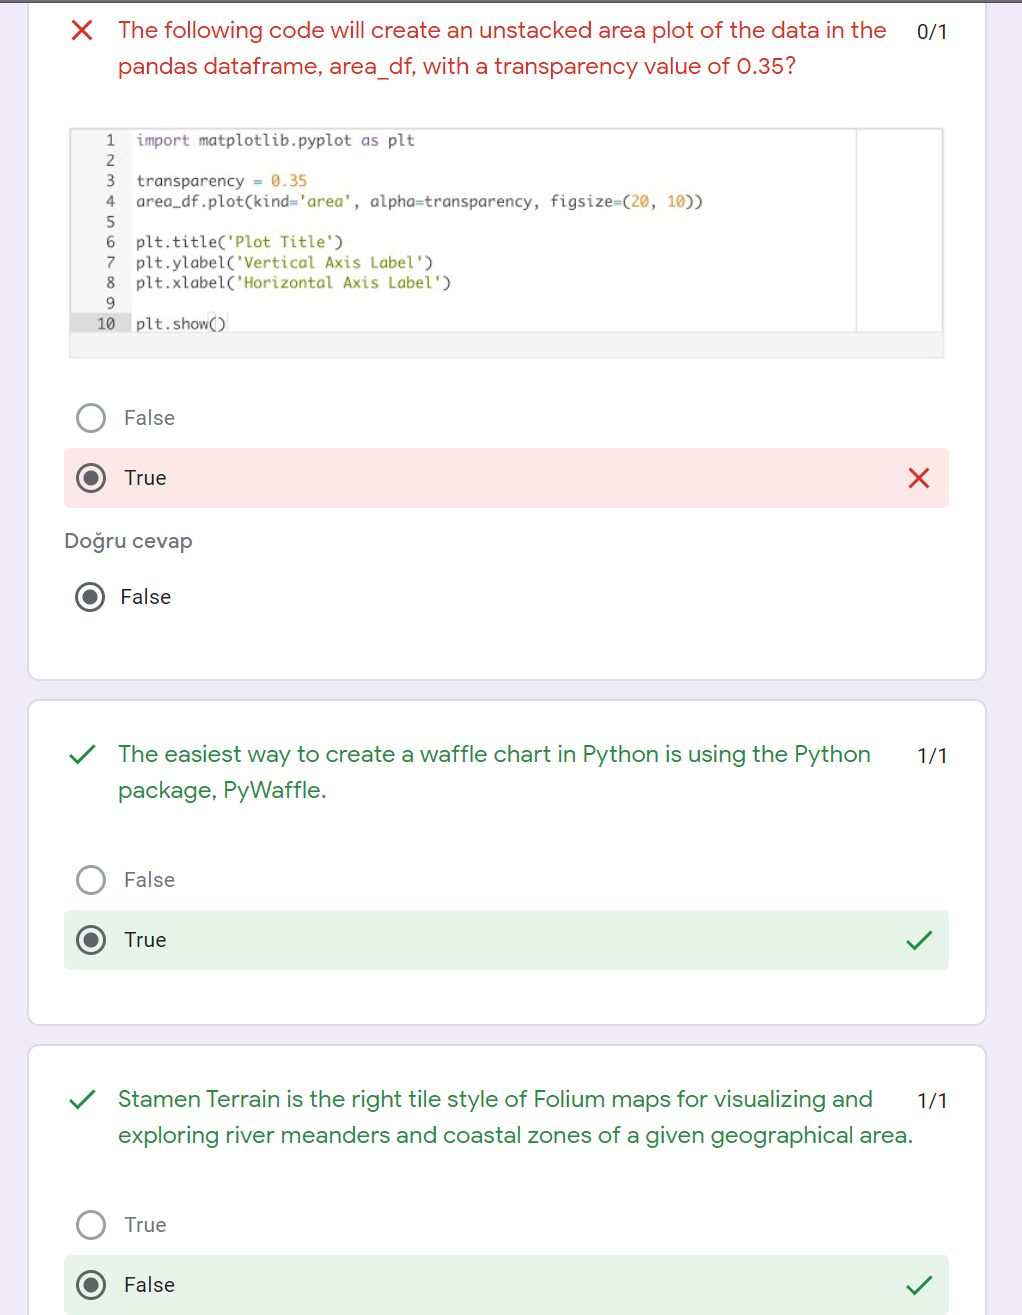 The following code will create an unstacked area plot of the data in the 0/1
pandas dataframe, area_df, with a transparency value of 0.35?
1 import matplotlib.pyplot as plt
2
3 transparency = 0.35
4 area_df.plot(kind='area', alpha=transparency, figsize=(20, 10))
5
6 plt.title('Plot Title')
7 plt.ylabel('Vertical Axis Label')
8 plt.xlabel('Horizontal Axis Label')
9
10 plt.show()
False
True
Doğru cevap
False
The easiest way to create a waffle chart in Python is using the Python 1/1
package, PyWaffle.
False
True
Stamen Terrain is the right tile style of Folium maps for visualizing and 1/1
exploring river meanders and coastal zones of a given geographical area.
True
False